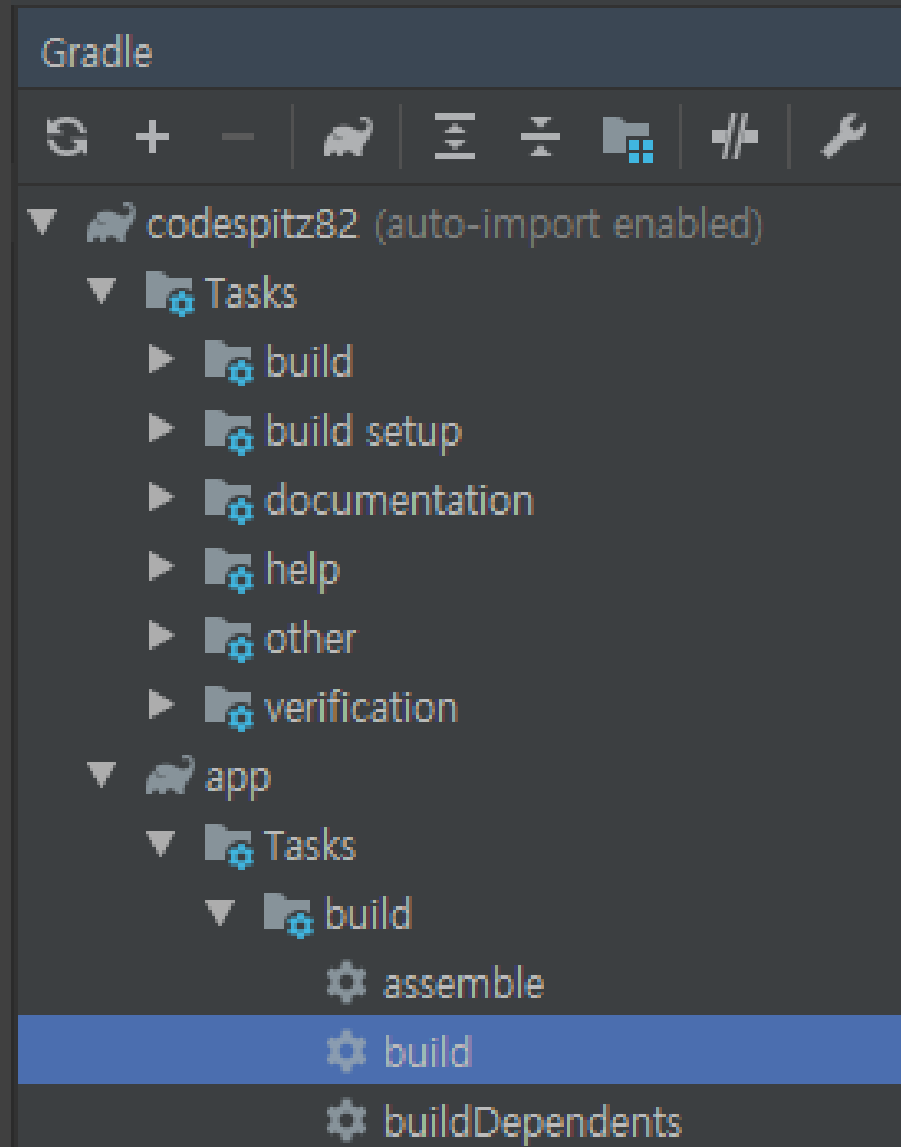 Gradle
codespitz82 (auto-import enabled)
Tasks
build
build setup
documentation
help
other
verification
app
Tasks
build
assemble
build
buildDependents